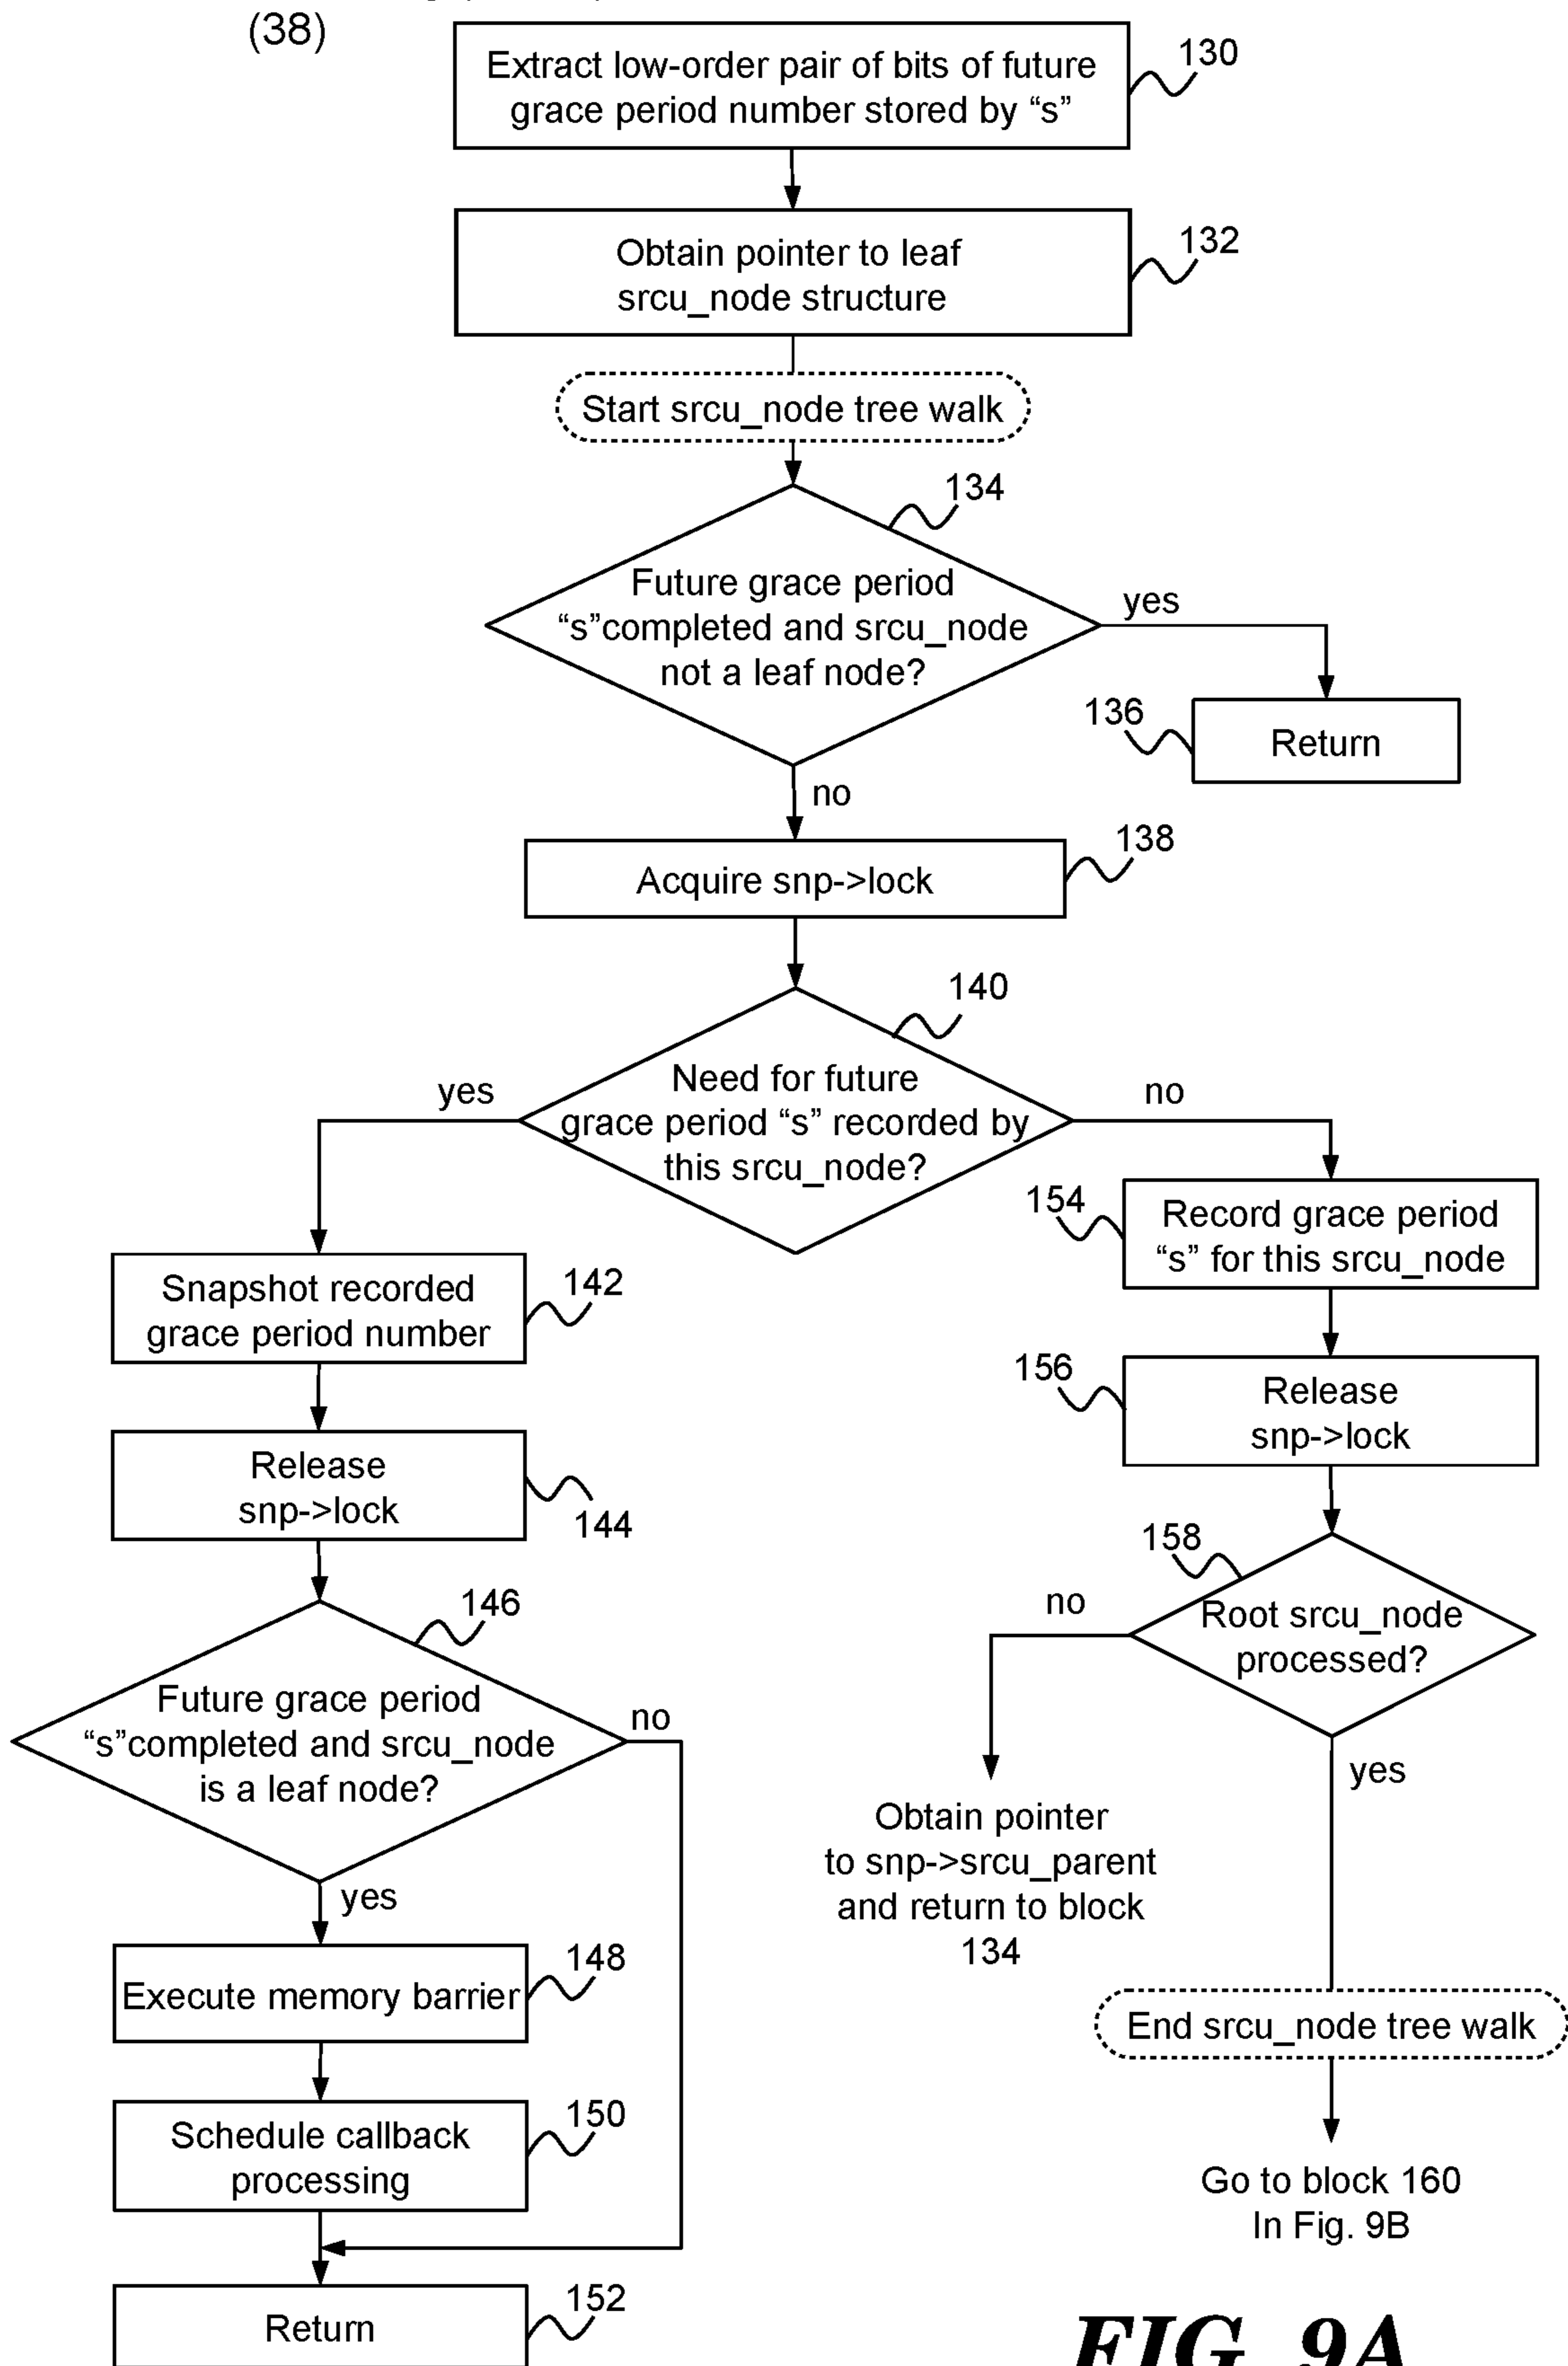 (38)
Extract low-order pair of bits of future
grace period number stored by “s”
130
Obtain pointer to leaf
srcu_node structure
132
Start srcu_node tree walk
134
Future grace period
“s”completed and srcu_node
not a leaf node?
yes
136
Return
no
Acquire snp->lock
138
140
Need for future
grace period “s” recorded by
this srcu_node?
yes
no
Snapshot recorded
grace period number
142
Release
snp->lock
144
146
Future grace period
“s”completed and srcu_node
is a leaf node?
no
yes
Execute memory barrier
148
Schedule callback
processing
150
Return
152
154
Record grace period
“s” for this srcu_node
156
Release
snp->lock
158
Root srcu_node
processed?
no
Obtain pointer
to snp->srcu_parent
and return to block
134
yes
End srcu_node tree walk
Go to block 160
In Fig. 9B
FIG. 9A